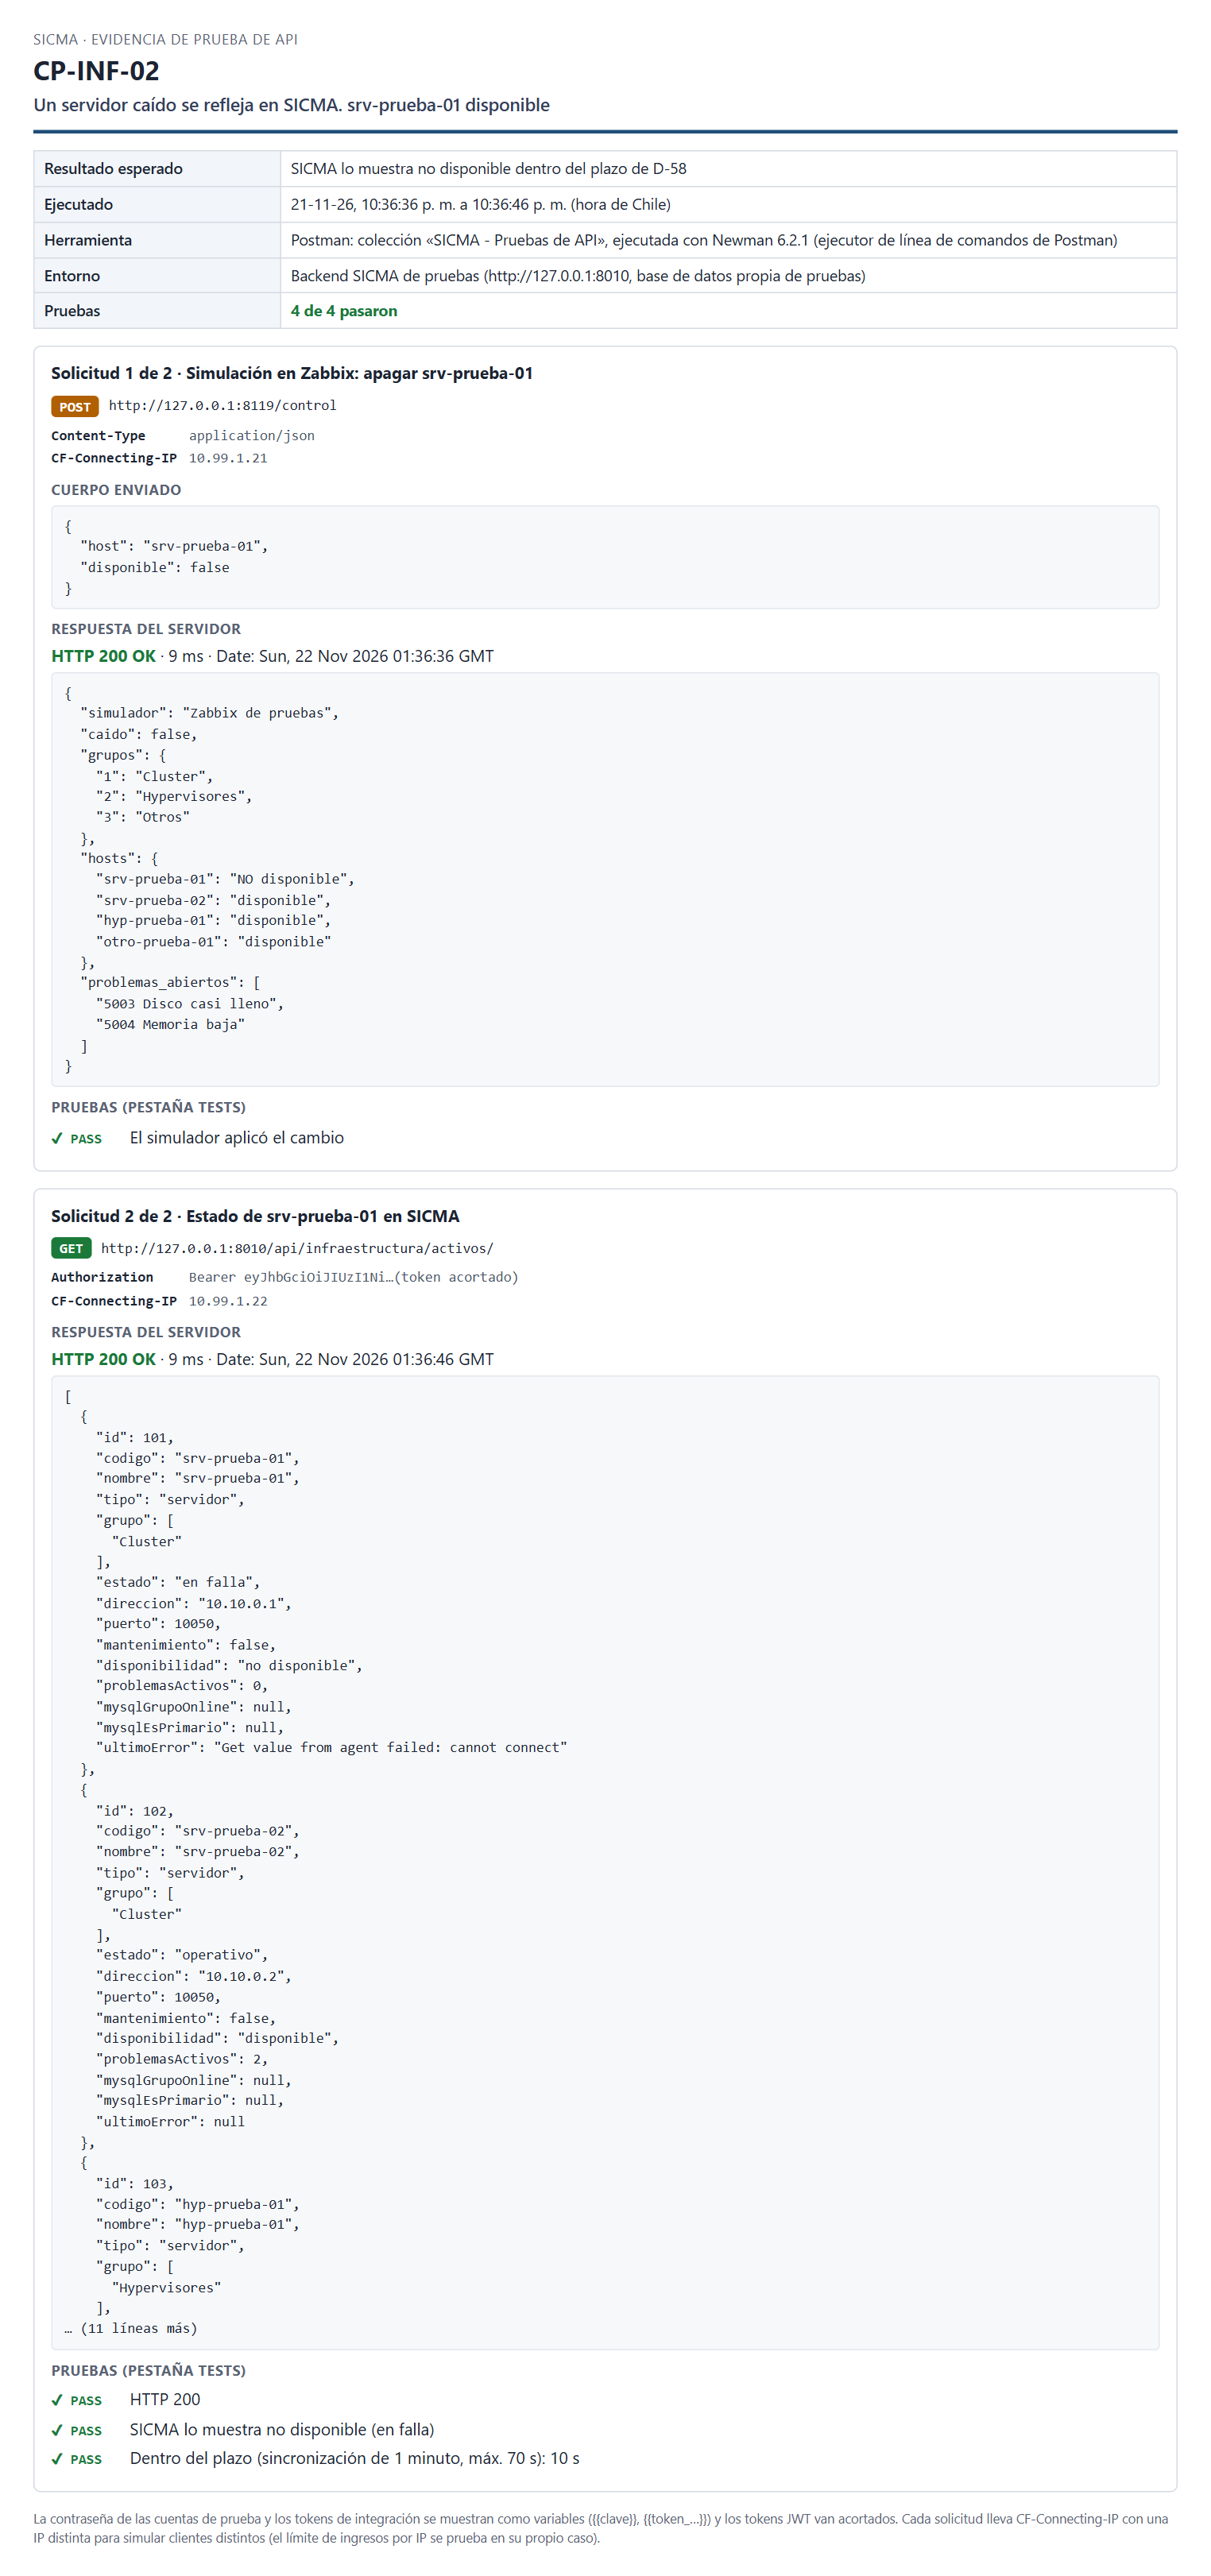 SICMA · EVIDENCIA DE PRUEBA DE API
CP-INF-02
Un servidor caído se refleja en SICMA. srv-prueba-01 disponible
Resultado esperado SICMA lo muestra no disponible dentro del plazo de D-58
Ejecutado 21-11-26, 10:36:36 p. m. a 10:36:46 p. m. (hora de Chile)
Herramienta Postman: colección «SICMA - Pruebas de API», ejecutada con Newman 6.2.1 (ejecutor de línea de comandos de Postman)
Entorno Backend SICMA de pruebas (http://127.0.0.1:8010, base de datos propia de pruebas)
Pruebas 4 de 4 pasaron
Solicitud 1 de 2 · Simulación en Zabbix: apagar srv-prueba-01
POST http://127.0.0.1:8119/control
Content-Type application/json
CF-Connecting-IP 10.99.1.21
CUERPO ENVIADO
{
  "host": "srv-prueba-01",
  "disponible": false
}
RESPUESTA DEL SERVIDOR
HTTP 200 OK · 9 ms · Date: Sun, 22 Nov 2026 01:36:36 GMT
{
  "simulador": "Zabbix de pruebas",
  "caido": false,
  "grupos": {
    "1": "Cluster",
    "2": "Hypervisores",
    "3": "Otros"
  },
  "hosts": {
    "srv-prueba-01": "NO disponible",
    "srv-prueba-02": "disponible",
    "hyp-prueba-01": "disponible",
    "otro-prueba-01": "disponible"
  },
  "problemas_abiertos": [
    "5003 Disco casi lleno",
    "5004 Memoria baja"
  ]
}
PRUEBAS (PESTAÑA TESTS)
✓ PASS El simulador aplicó el cambio
Solicitud 2 de 2 · Estado de srv-prueba-01 en SICMA
GET http://127.0.0.1:8010/api/infraestructura/activos/
Authorization Bearer eyJhbGciOiJIUzI1Ni…(token acortado)
CF-Connecting-IP 10.99.1.22
RESPUESTA DEL SERVIDOR
HTTP 200 OK · 9 ms · Date: Sun, 22 Nov 2026 01:36:46 GMT
[
  {
    "id": 101,
    "codigo": "srv-prueba-01",
    "nombre": "srv-prueba-01",
    "tipo": "servidor",
    "grupo": [
      "Cluster"
    ],
    "estado": "en falla",
    "direccion": "10.10.0.1",
    "puerto": 10050,
    "mantenimiento": false,
    "disponibilidad": "no disponible",
    "problemasActivos": 0,
    "mysqlGrupoOnline": null,
    "mysqlEsPrimario": null,
    "ultimoError": "Get value from agent failed: cannot connect"
  },
  {
    "id": 102,
    "codigo": "srv-prueba-02",
    "nombre": "srv-prueba-02",
    "tipo": "servidor",
    "grupo": [
      "Cluster"
    ],
    "estado": "operativo",
    "direccion": "10.10.0.2",
    "puerto": 10050,
    "mantenimiento": false,
    "disponibilidad": "disponible",
    "problemasActivos": 2,
    "mysqlGrupoOnline": null,
    "mysqlEsPrimario": null,
    "ultimoError": null
  },
  {
    "id": 103,
    "codigo": "hyp-prueba-01",
    "nombre": "hyp-prueba-01",
    "tipo": "servidor",
    "grupo": [
      "Hypervisores"
    ],
… (11 líneas más)
PRUEBAS (PESTAÑA TESTS)
✓ PASS HTTP 200
✓ PASS SICMA lo muestra no disponible (en falla)
✓ PASS Dentro del plazo (sincronización de 1 minuto, máx. 70 s): 10 s
La contraseña de las cuentas de prueba y los tokens de integración se muestran como variables ({{clave}}, {{token_…}}) y los tokens JWT van acortados. Cada solicitud lleva CF-Connecting-IP con una
IP distinta para simular clientes distintos (el límite de ingresos por IP se prueba en su propio caso).